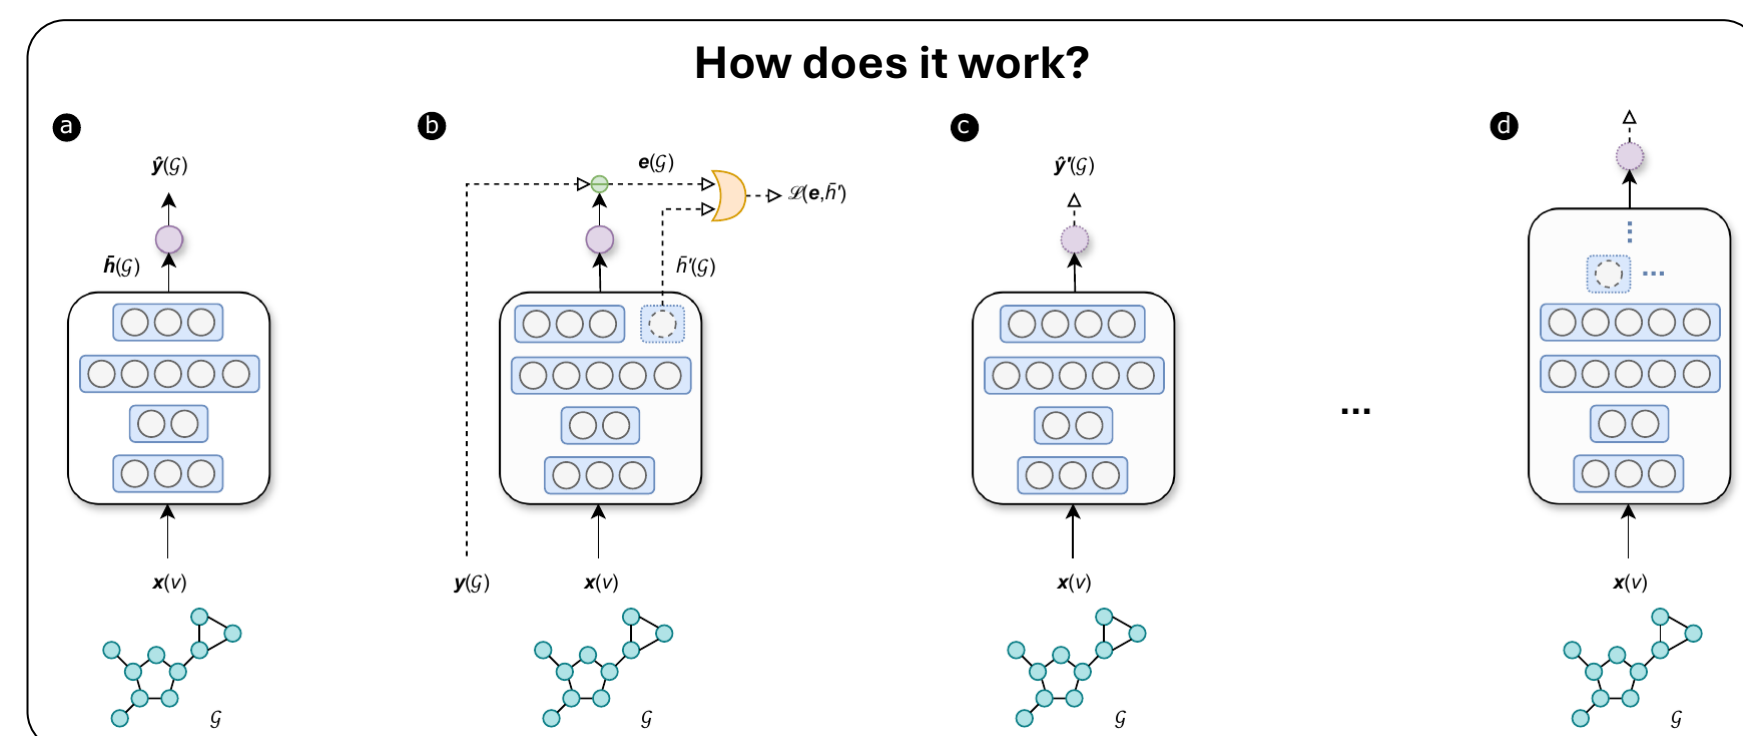 How does it work?
a
b
c
d
ŷ(𝒢)
e(𝒢)
ŷ'(𝒢)
ℒ(e,h̄')
h̄(𝒢)
h̄'(𝒢)
...
...
x(v)
y(𝒢)
x(v)
x(v)
x(v)
𝒢
𝒢
𝒢
𝒢